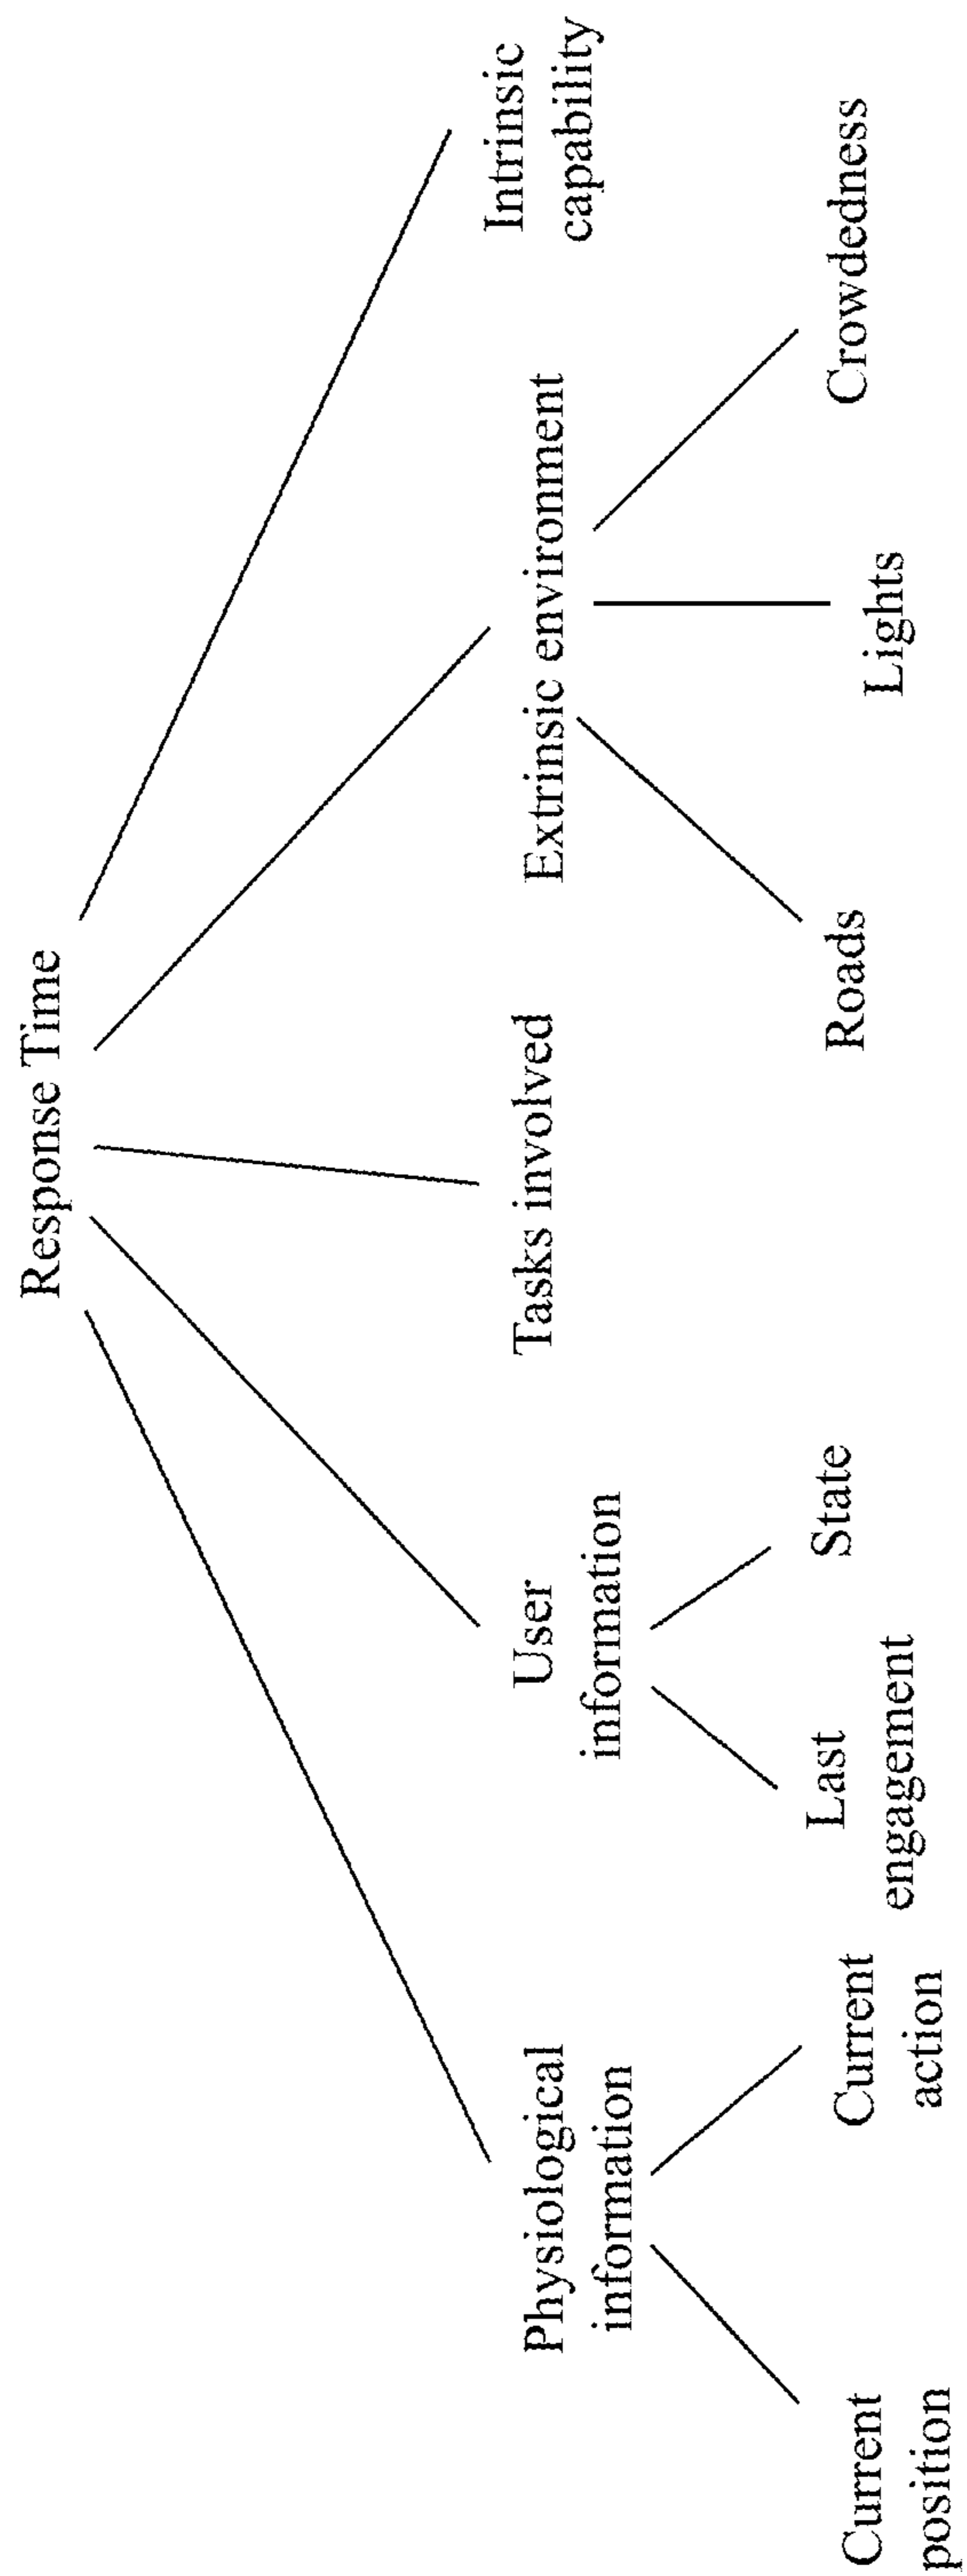 Response Time
Physiological
information
User
information
Tasks involved
Extrinsic environment
Intrinsic
capability
Current
position
Current
action
Last
engagement
State
Roads
Lights
Crowdedness